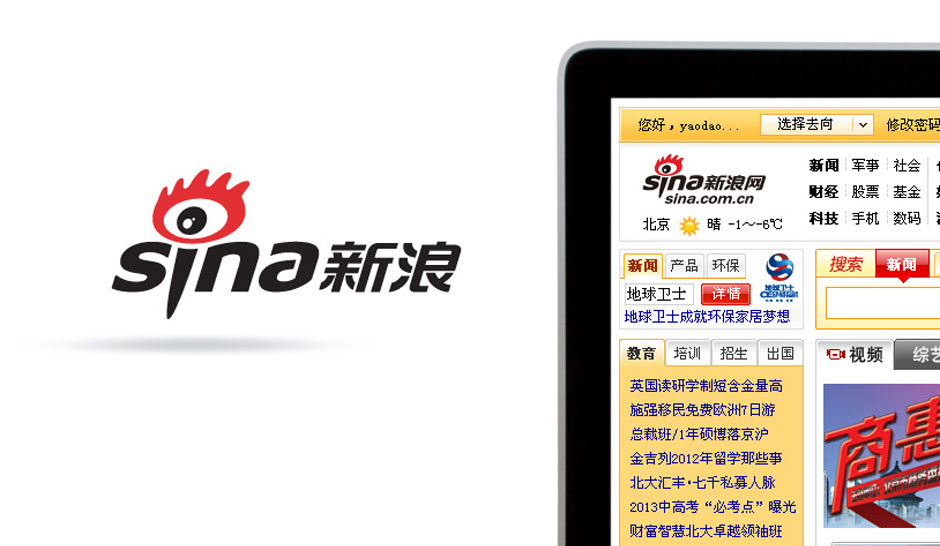 sina新浪
您好，yaodao... 选择去向 修改密码
sina新浪网
sina.com.cn
北京 晴 -1～-6℃
新闻 军事 社会
财经 股票 基金
科技 手机 数码
新闻 产品 环保
地球卫士 详情
地球卫士
地球卫士成就环保家居梦想
搜索 新闻
教育 培训 招生 出国
英国读研学制短含金量高
施强移民免费欧洲7日游
总裁班/1年硕博落京沪
金吉列2012年留学那些事
北大汇丰·七千私募人脉
2013中高考“必考点”曝光
财富智慧北大卓越领袖班
视频 综艺
商惠